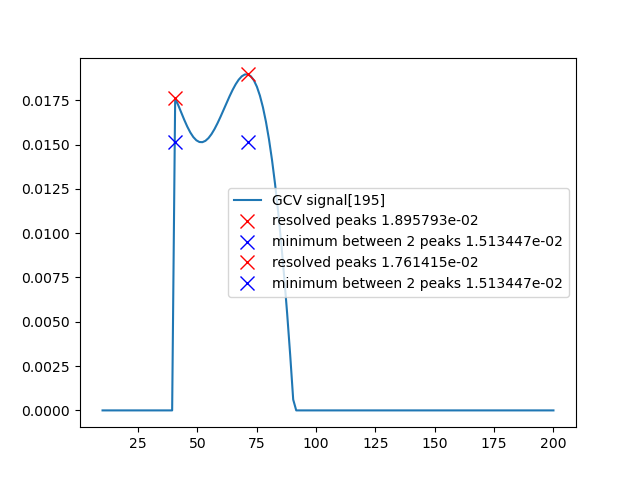 0.0175
0.0150
0.0125
0.0100
0.0075
0.0050
0.0025
0.0000
GCV signal[195]
resolved peaks 1.895793e-02
minimum between 2 peaks 1.513447e-02
resolved peaks 1.761415e-02
minimum between 2 peaks 1.513447e-02
25 50 75 100 125 150 175 200